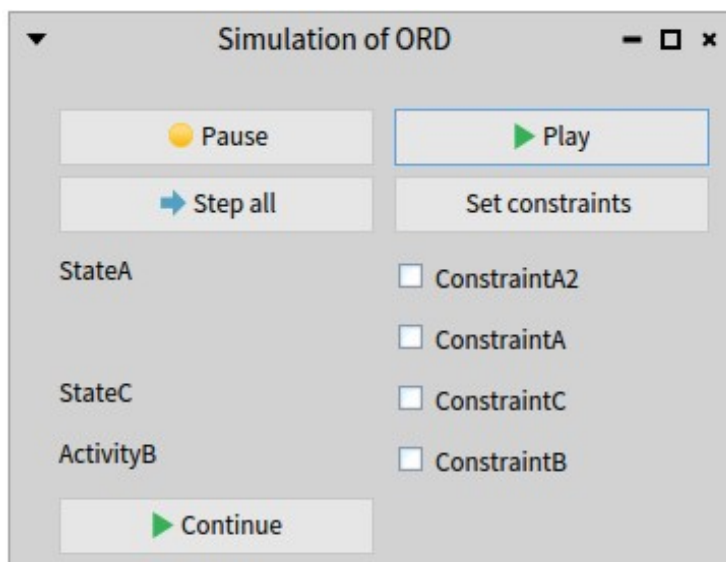 Simulation of ORD
Pause
Play
Step all
Set constraints
StateA
ConstraintA2
ConstraintA
StateC
ConstraintC
ActivityB
ConstraintB
Continue